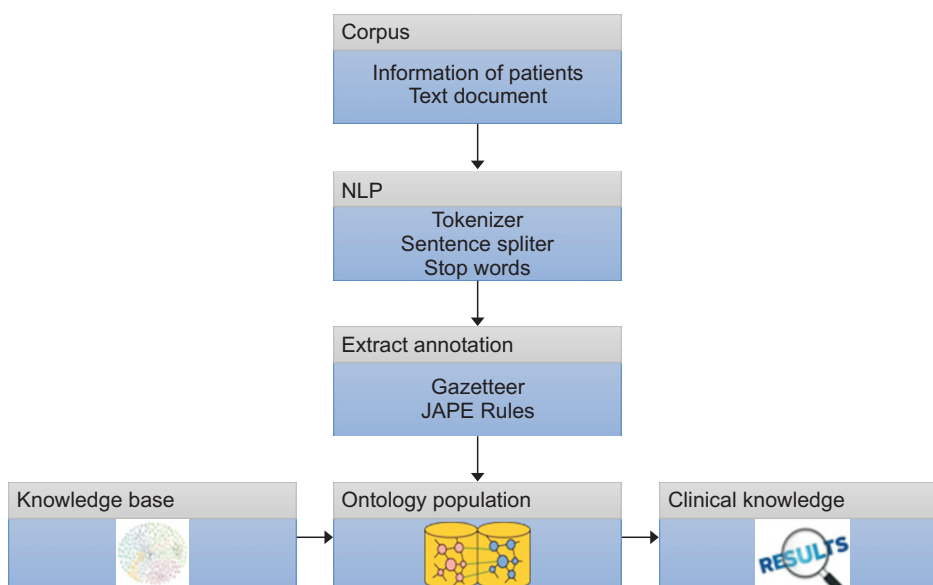 Corpus
Information of patients
Text document
NLP
Tokenizer
Sentence spliter
Stop words
Extract annotation
Gazetteer
JAPE Rules
Knowledge base
Ontology population
Clinical knowledge
RESULTS